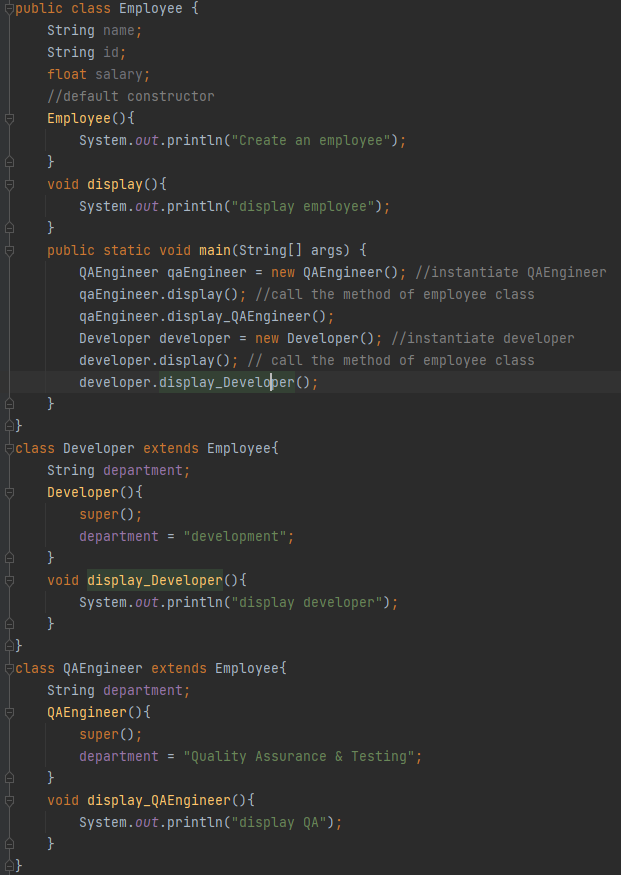 public class Employee {
    String name;
    String id;
    float salary;
    //default constructor
    Employee(){
        System.out.println("Create an employee");
    }
    void display(){
        System.out.println("display employee");
    }
    public static void main(String[] args) {
        QAEngineer qaEngineer = new QAEngineer(); //instantiate QAEngineer
        qaEngineer.display(); //call the method of employee class
        qaEngineer.display_QAEngineer();
        Developer developer = new Developer(); //instantiate developer
        developer.display(); // call the method of employee class
        developer.display_Developer();
    }
}
class Developer extends Employee{
    String department;
    Developer(){
        super();
        department = "development";
    }
    void display_Developer(){
        System.out.println("display developer");
    }
}
class QAEngineer extends Employee{
    String department;
    QAEngineer(){
        super();
        department = "Quality Assurance & Testing";
    }
    void display_QAEngineer(){
        System.out.println("display QA");
    }
}